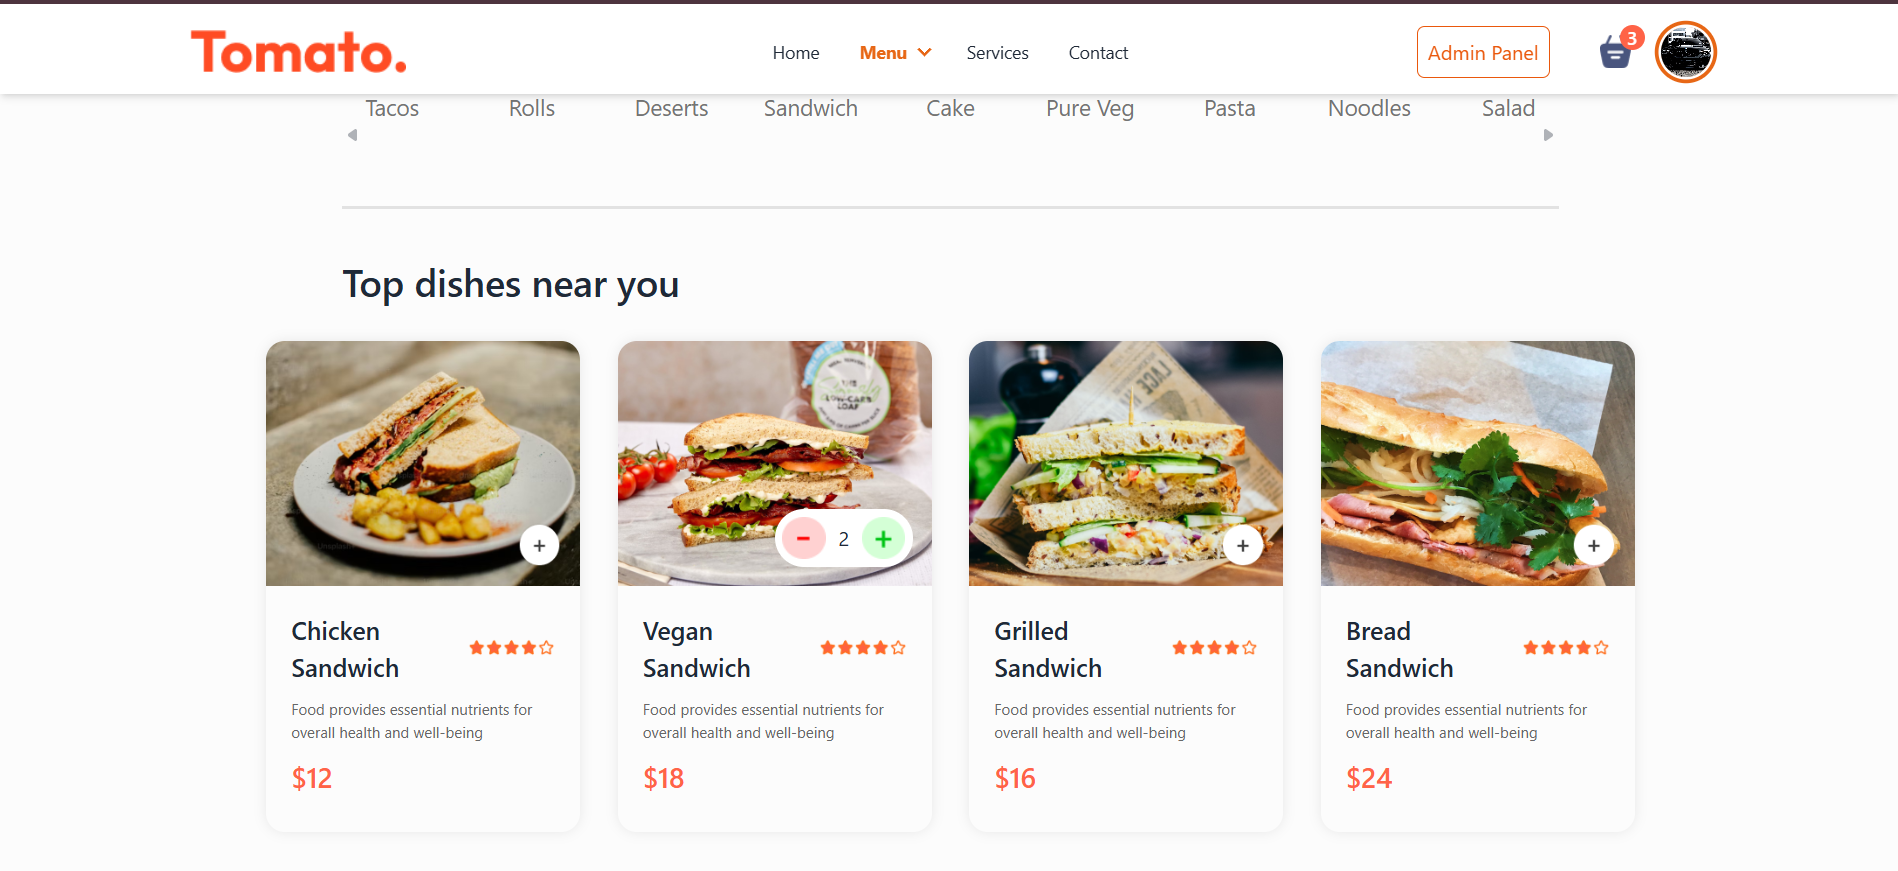 Tomato.
Home Menu Services Contact
Admin Panel
3
Tacos Rolls Deserts Sandwich Cake Pure Veg Pasta Noodles Salad
Top dishes near you
LOW-CARB
LOAF
+
− 2 +
+
+
Chicken
Sandwich
Food provides essential nutrients for
overall health and well-being
$12
Vegan
Sandwich
Food provides essential nutrients for
overall health and well-being
$18
Grilled
Sandwich
Food provides essential nutrients for
overall health and well-being
$16
Bread
Sandwich
Food provides essential nutrients for
overall health and well-being
$24